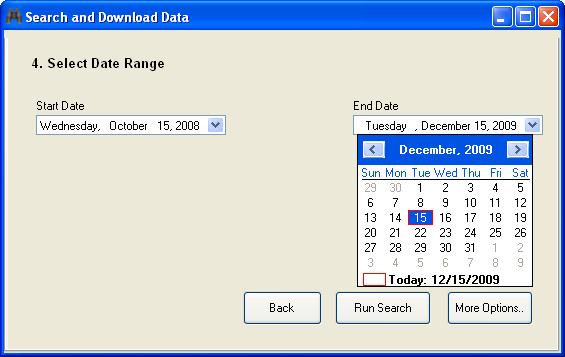 Search and Download Data
4. Select Date Range
Start Date
Wednesday, October 15, 2008
End Date
Tuesday , December 15, 2009
December, 2009
Sun Mon Tue Wed Thu Fri Sat
29 30 1 2 3 4 5
6 7 8 9 10 11 12
13 14 15 16 17 18 19
20 21 22 23 24 25 26
27 28 29 30 31 1 2
3 4 5 6 7 8 9
Today: 12/15/2009
Back
Run Search
More Options..